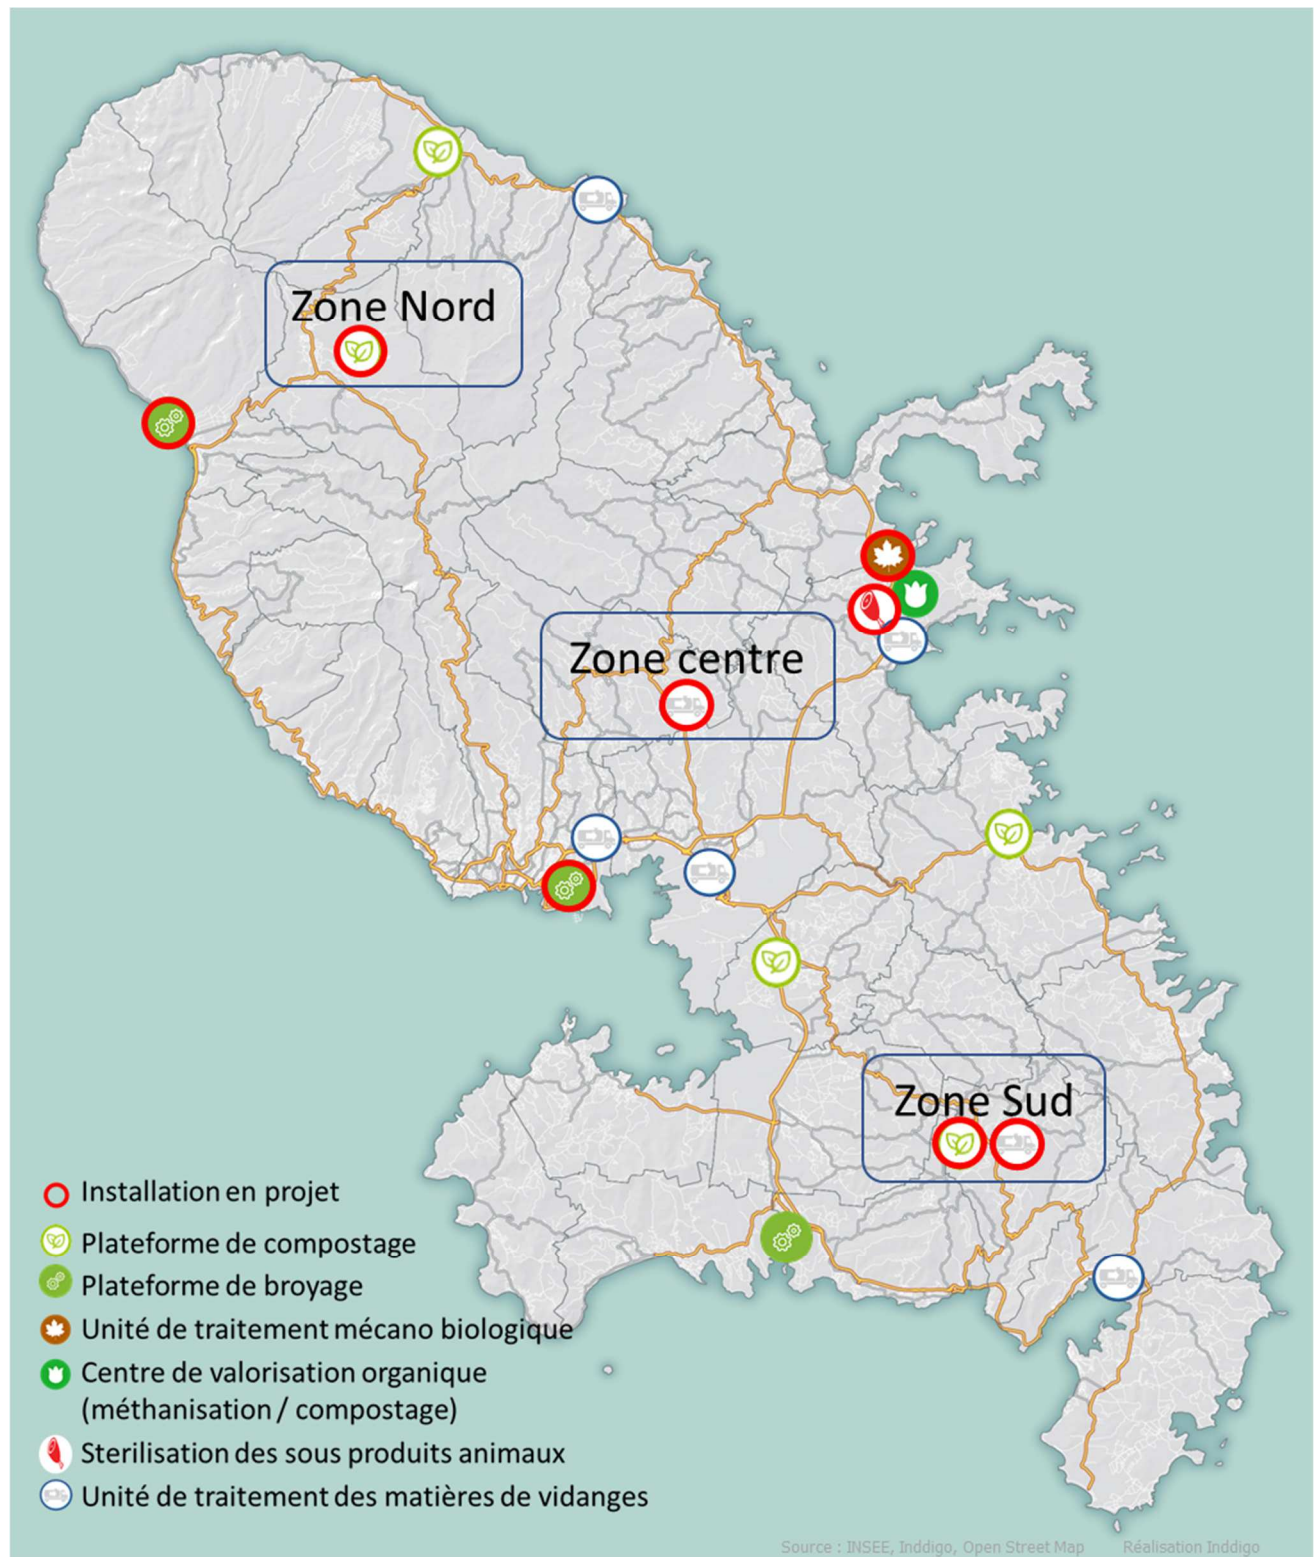 Zone Nord
Zone centre
Zone Sud
Installation en projet
Plateforme de compostage
Plateforme de broyage
Unité de traitement mécano biologique
Centre de valorisation organique
(méthanisation / compostage)
Sterilisation des sous produits animaux
Unité de traitement des matières de vidanges
Source : INSEE, Inddigo, Open Street Map Réalisation Inddigo